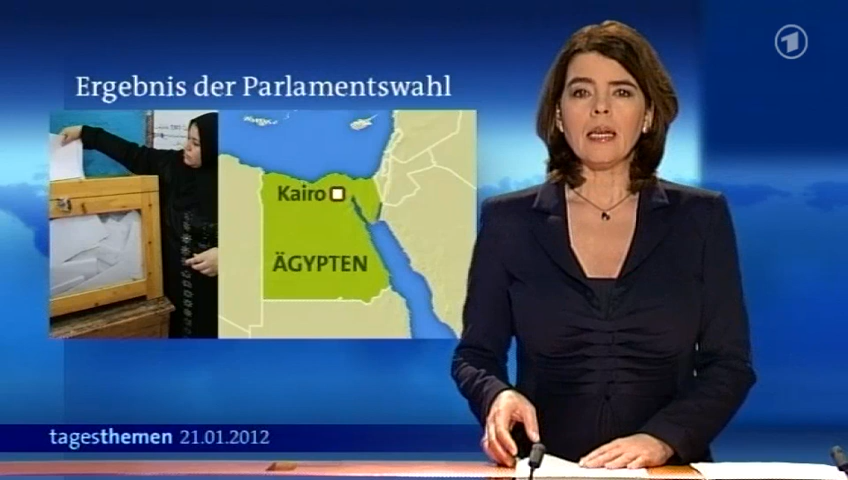 1
Ergebnis der Parlamentswahl
Kairo
ÄGYPTEN
tagesthemen 21.01.2012